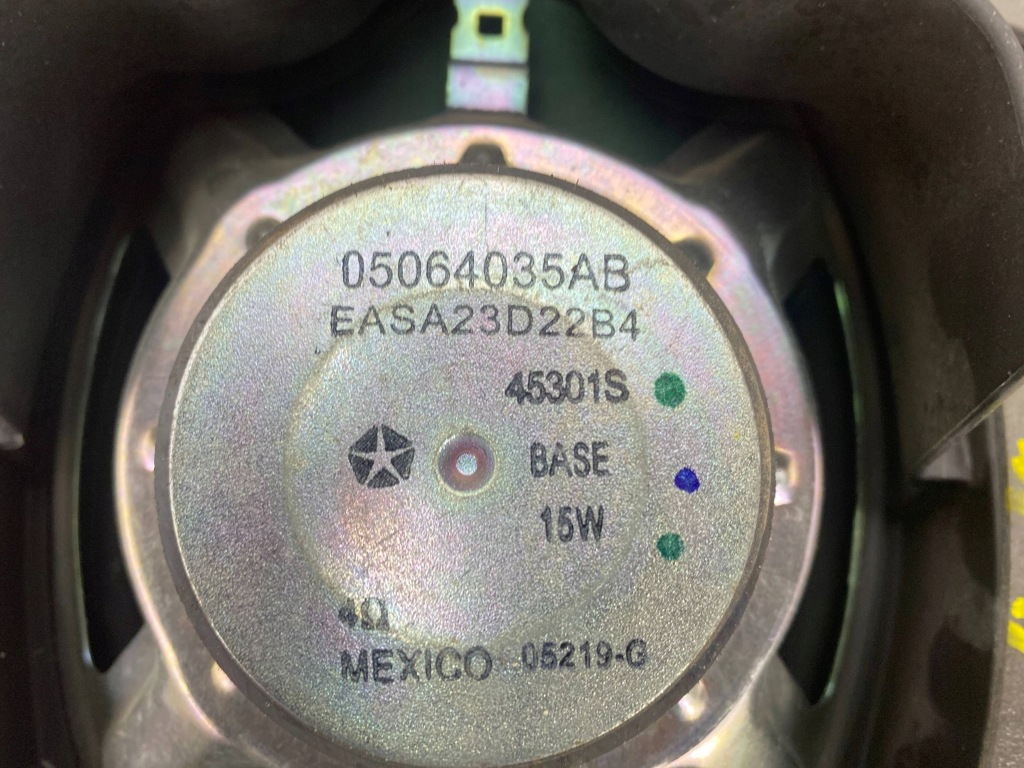 05064035AB
EASA23D22B4
45301S
BASE
15W
4Ω
MEXICO 05219-G